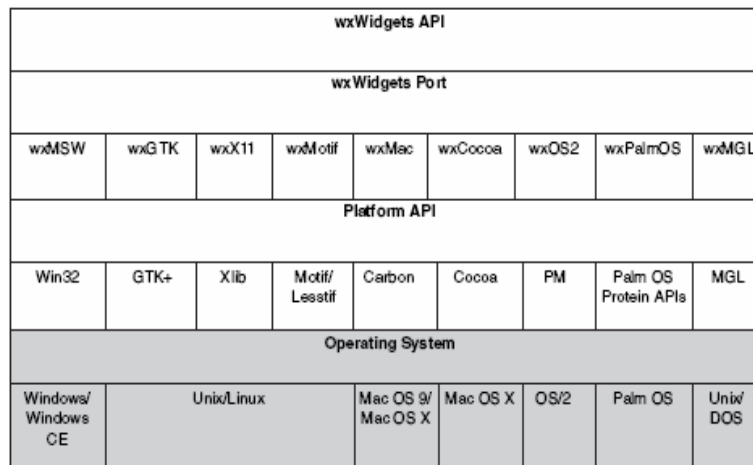 wxWidgets API
wxWidgets Port
wxMSW wxGTK wxX11 wxMotif wxMac wxCocoa wxOS2 wxPalmOS wxMGL
Platform API
Win32 GTK+ Xlib Motif/ Carbon Cocoa PM Palm OS MGL
Lesstif Protein APIs
Operating System
Windows/ Unix/Linux Mac OS 9/ Mac OS X OS/2 Palm OS Unix/
Windows Mac OS X DOS
CE